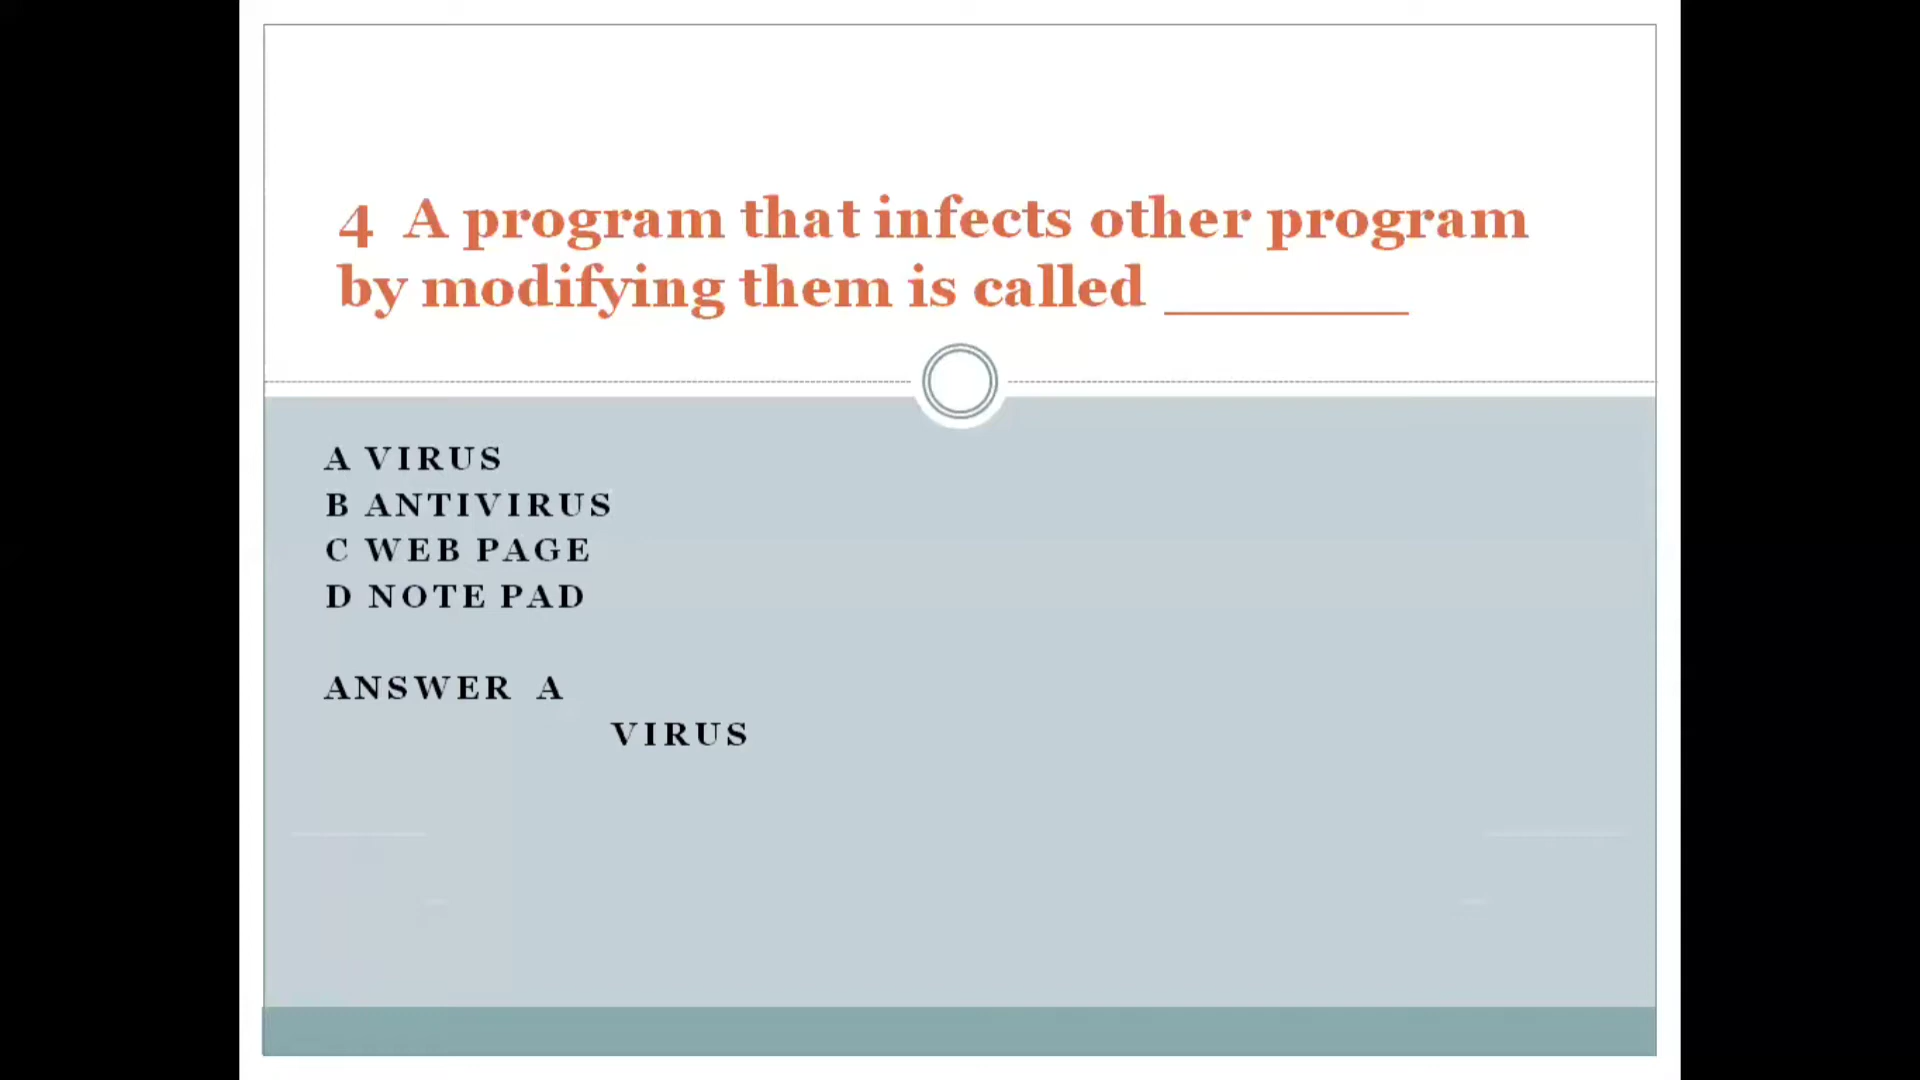 4 A program that infects other program
by modifying them is called _________
A VIRUS
B ANTIVIRUS
C WEB PAGE
D NOTE PAD
ANSWER A
VIRUS